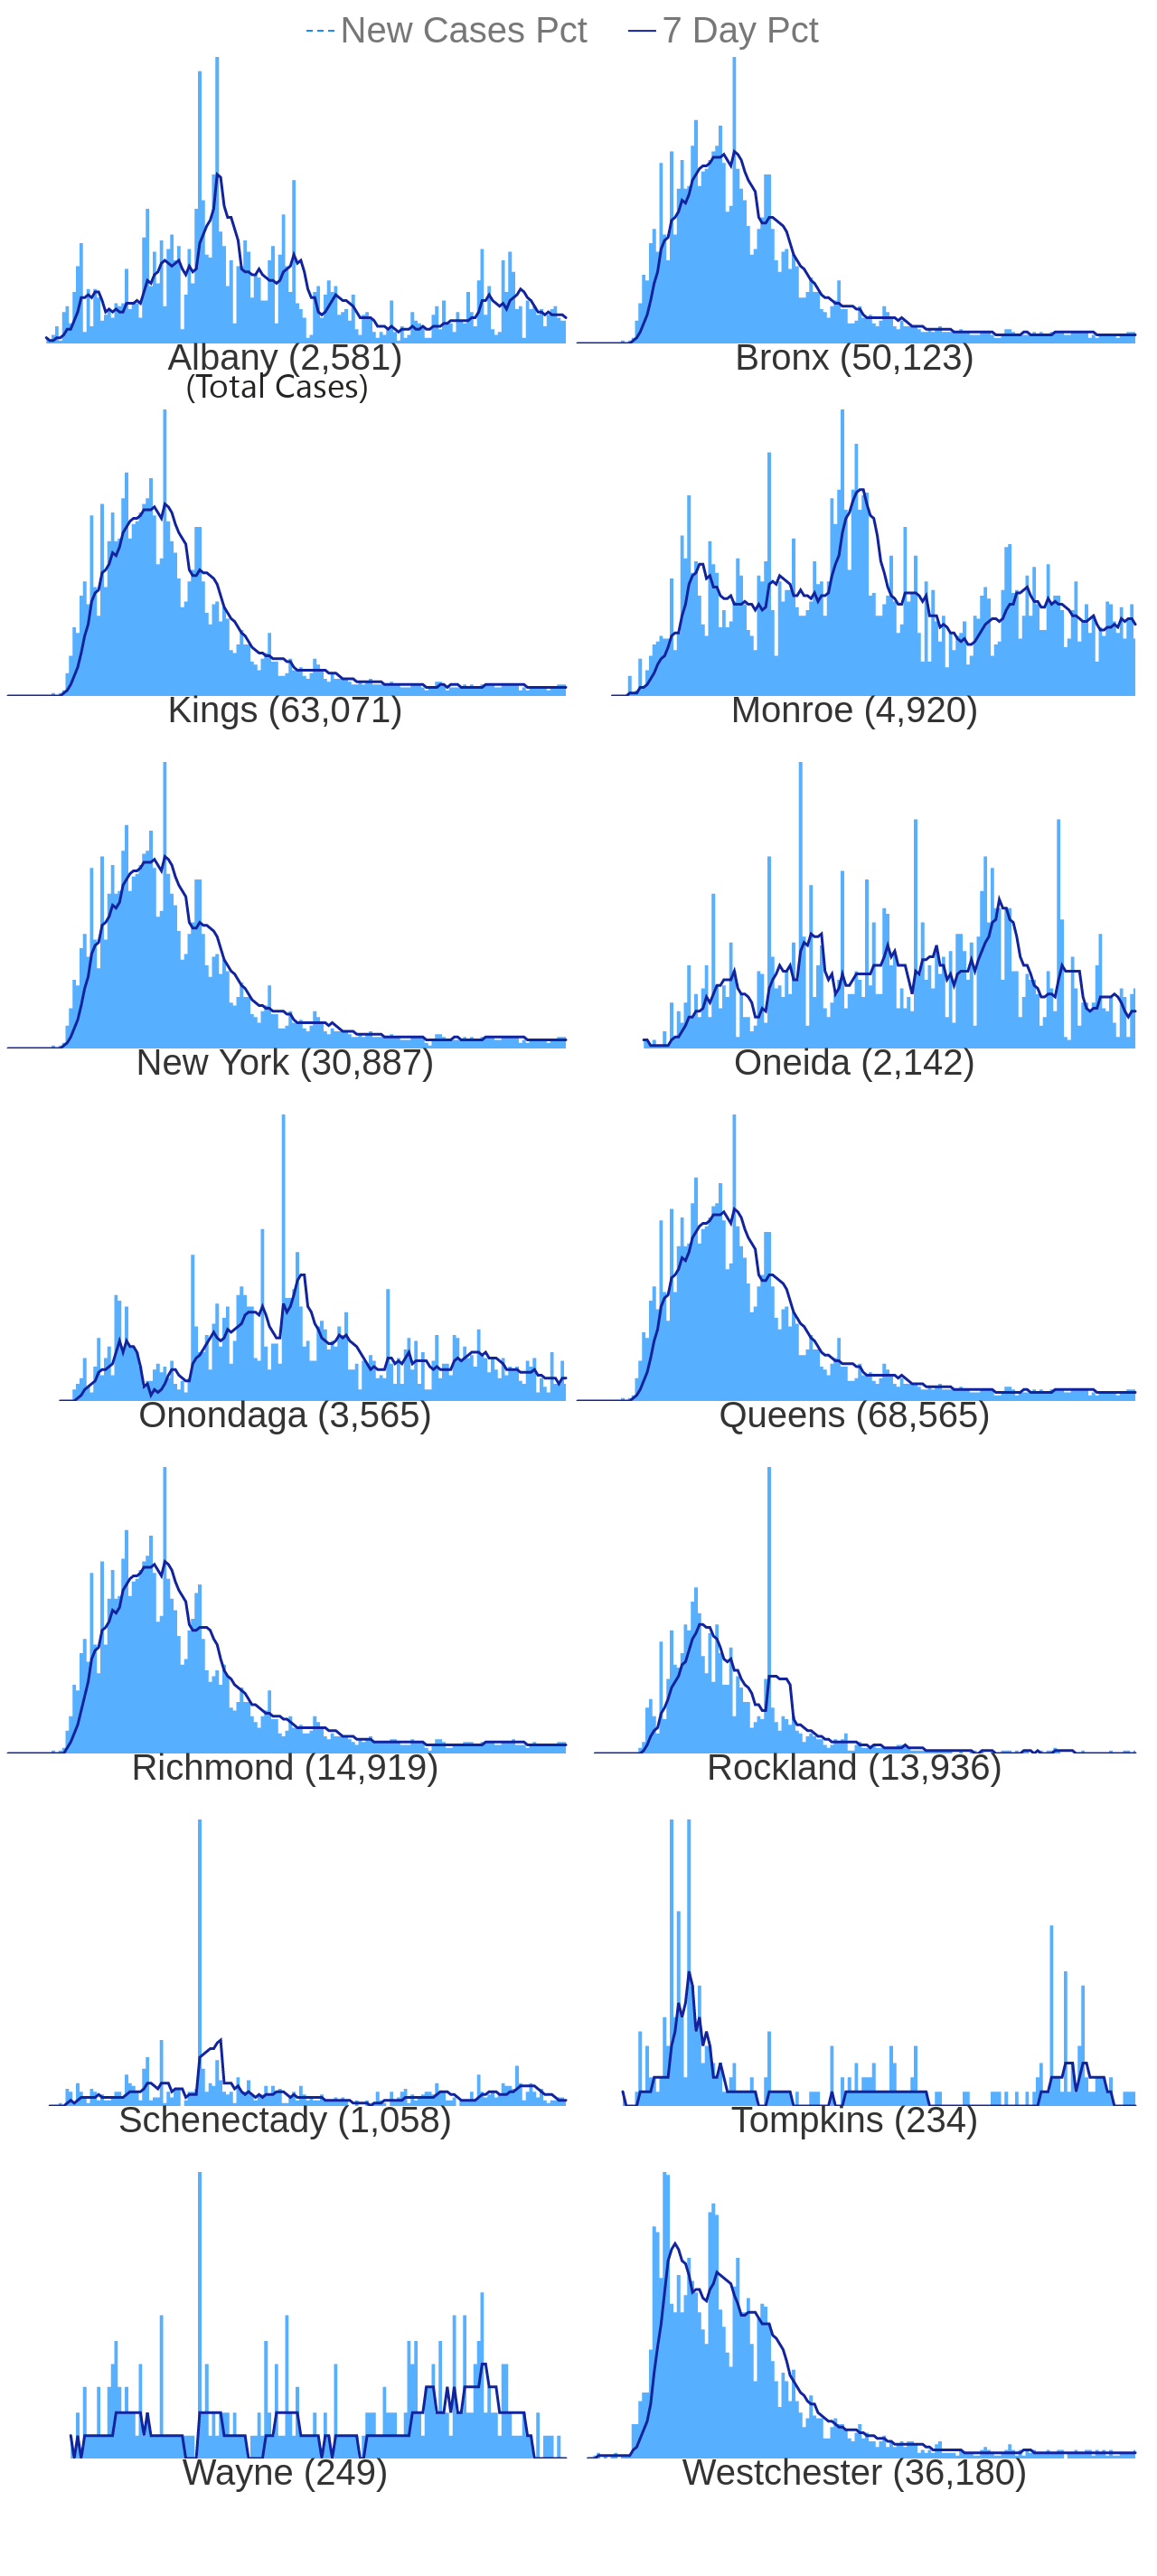 New Cases Pct 7 Day Pct
Albany (2,581) Bronx (50,123)
(Total Cases)
Kings (63,071) Monroe (4,920)
New York (30,887) Oneida (2,142)
Onondaga (3,565) Queens (68,565)
Richmond (14,919) Rockland (13,936)
Schenectady (1,058) Tompkins (234)
Wayne (249) Westchester (36,180)